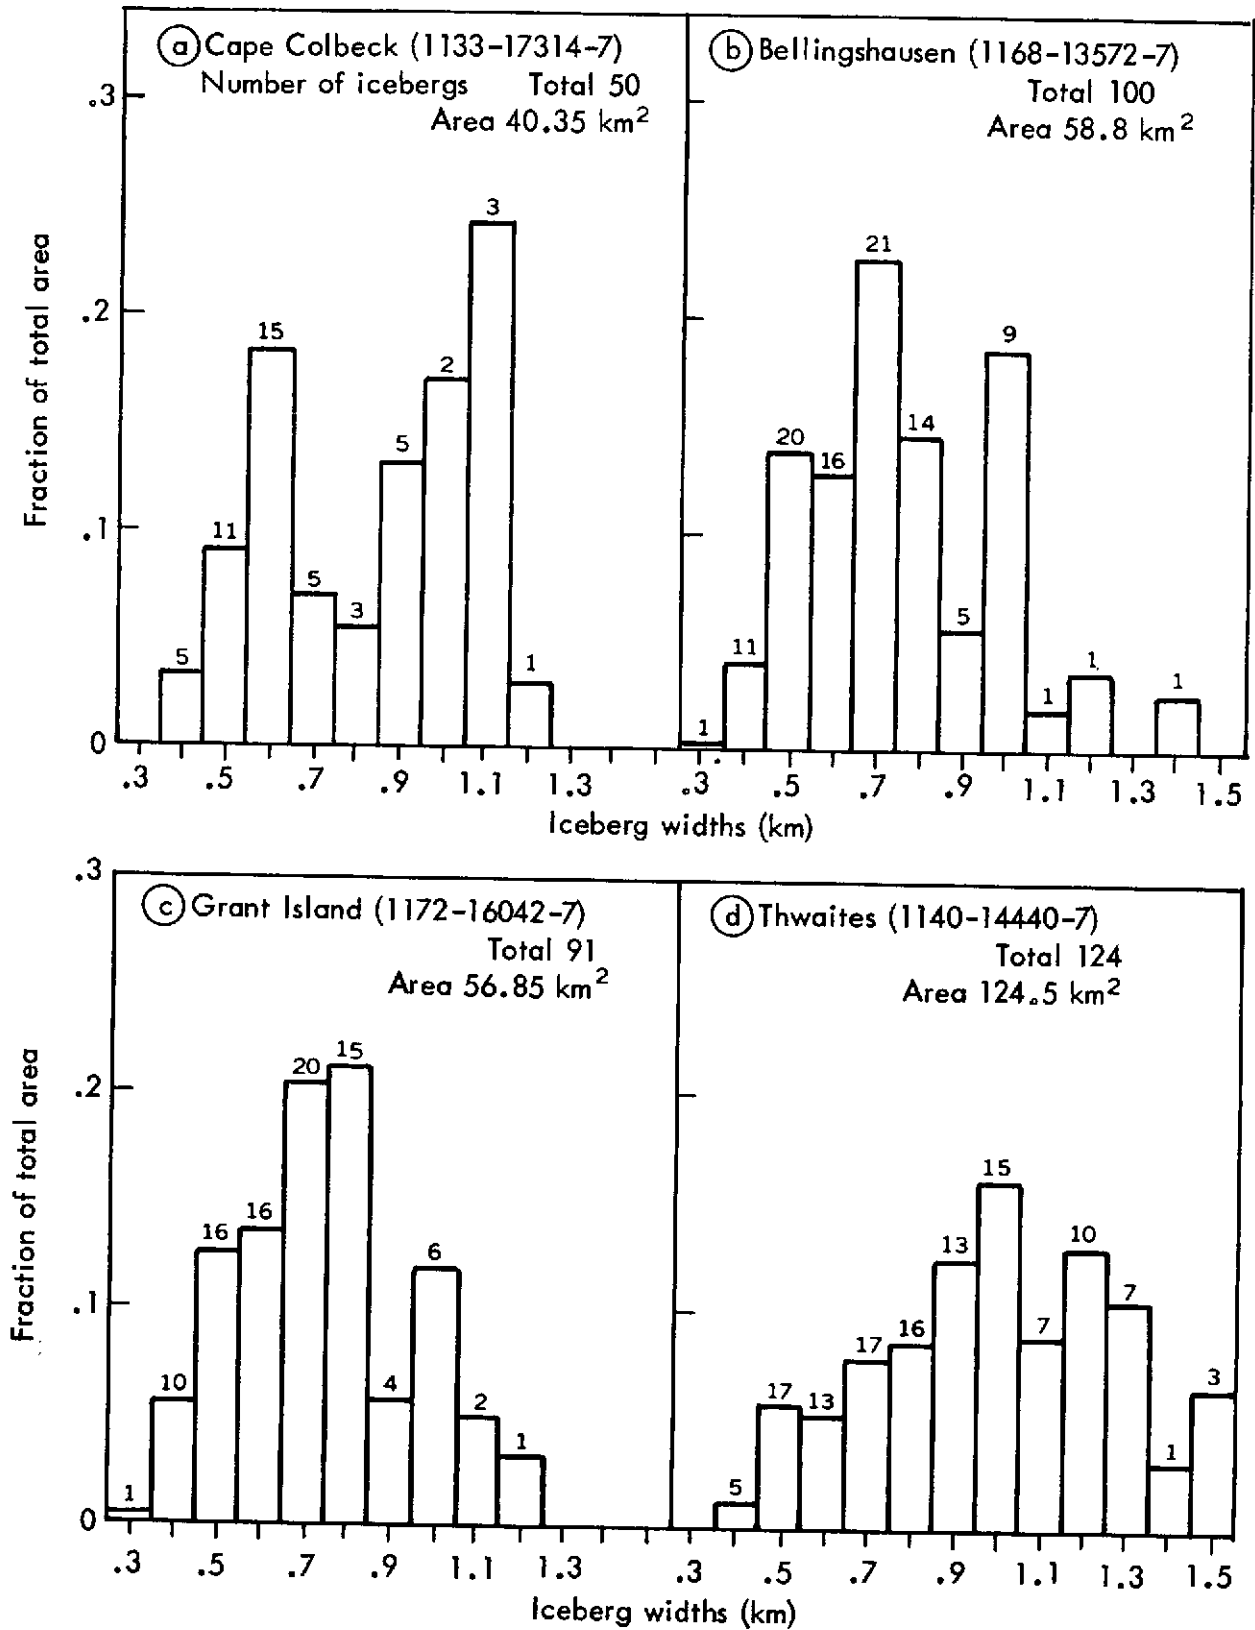 ⓐ Cape Colbeck (1133-17314-7)
Number of icebergs Total 50
Area 40.35 km²
.3
.2
.1
0
Fraction of total area
5
11
15
5
3
5
2
3
1
.3 .5 .7 .9 1.1 1.3
ⓑ Bellingshausen (1168-13572-7)
Total 100
Area 58.8 km²
1
11
20
16
21
14
5
9
1
1
1
.3 .5 .7 .9 1.1 1.3 1.5
Iceberg widths (km)
ⓒ Grant Island (1172-16042-7)
Total 91
Area 56.85 km²
.3
.2
.1
0
Fraction of total area
1
10
16
16
20
15
4
6
2
1
.3 .5 .7 .9 1.1 1.3
ⓓ Thwaites (1140-14440-7)
Total 124
Area 124.5 km²
5
17
13
17
16
13
15
7
10
7
1
3
.3 .5 .7 .9 1.1 1.3 1.5
Iceberg widths (km)